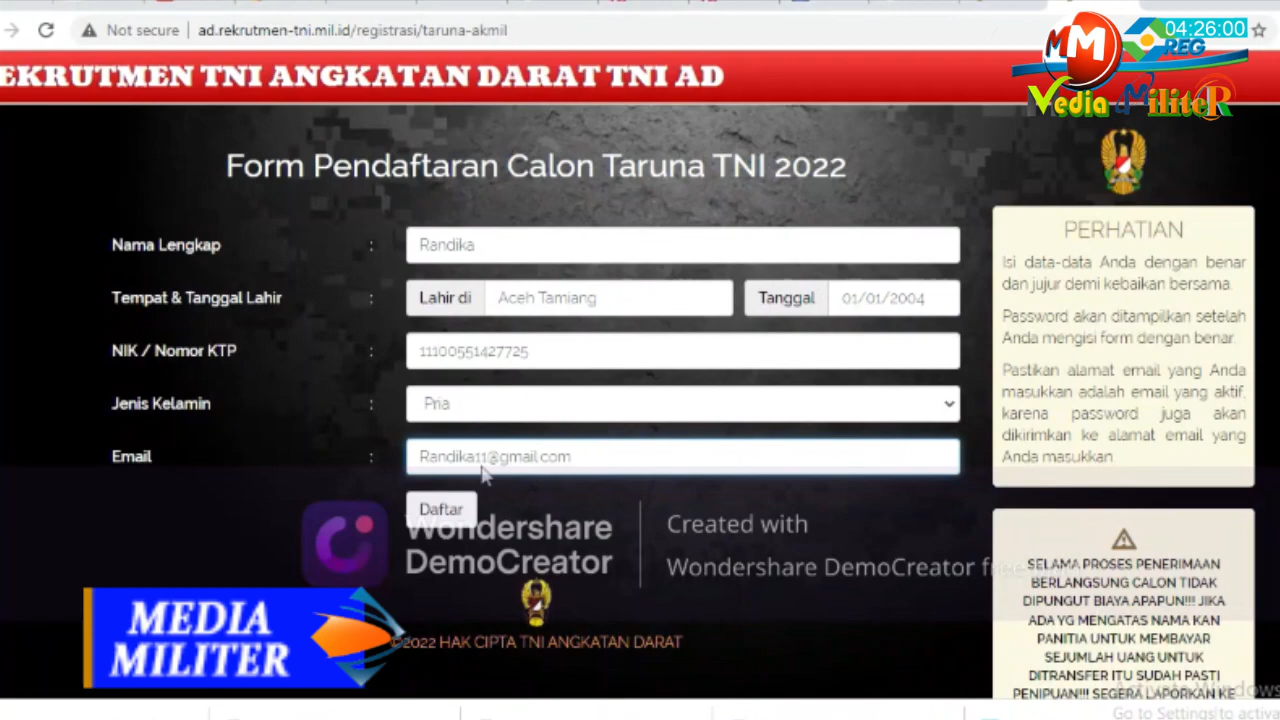 Not secure
ad.rekrutmen-tni.mil.id/registrasi/taruna-akmil
04:26:00
REG
MM
Vedia MiliteR
EKRUTMEN TNI ANGKATAN DARAT TNI AD
Form Pendaftaran Calon Taruna TNI 2022
Nama Lengkap : Randika
Tempat & Tanggal Lahir : Lahir di Aceh Tamiang Tanggal 01/01/2004
NIK / Nomor KTP : 11100551427725
Jenis Kelamin : Pria
Email : Randika11@gmail.com
Daftar
PERHATIAN
Isi data-data Anda dengan benar
dan jujur demi kebaikan bersama.
Password akan ditampilkan setelah
Anda mengisi form dengan benar.
Pastikan alamat email yang Anda
masukkan adalah email yang aktif,
karena password juga akan
dikirimkan ke alamat email yang
Anda masukkan.
Wondershare
DemoCreator
Created with
Wondershare DemoCreator
SELAMA PROSES PENERIMAAN
BERLANGSUNG CALON TIDAK
DIPUNGUT BIAYA APAPUN!!! JIKA
ADA YG MENGATAS NAMA KAN
PANITIA UNTUK MEMBAYAR
SEJUMLAH UANG UNTUK
DITRANSFER ITU SUDAH PASTI
PENIPUAN!!! SEGERA LAPORKAN KE
MEDIA
MILITER
©2022 HAK CIPTA TNI ANGKATAN DARAT
Activate Windows
Go to Settings to activa